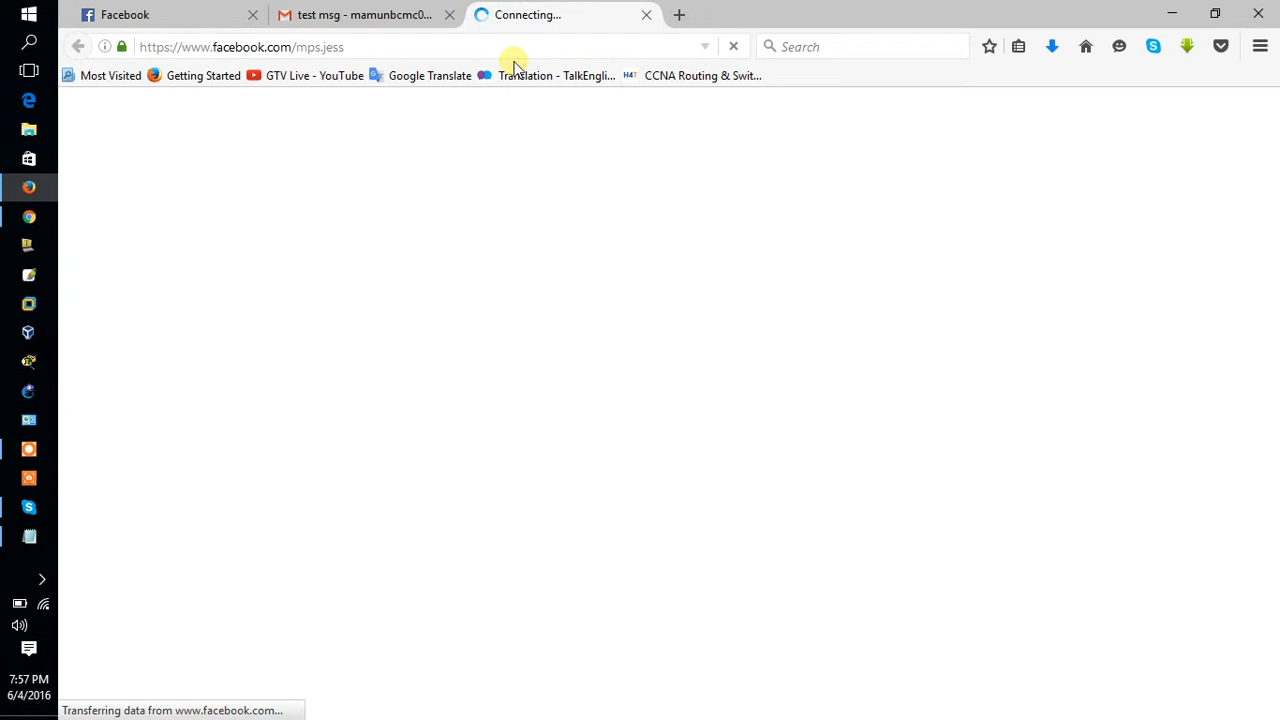 Facebook
test msg - mamunbcmc0...
Connecting...
https://www.facebook.com/mps.jess
Search
Most Visited
Getting Started
GTV Live - YouTube
Google Translate
Translation - TalkEngli...
H4T
CCNA Routing & Swit...
7:57 PM
6/4/2016
Transferring data from www.facebook.com...